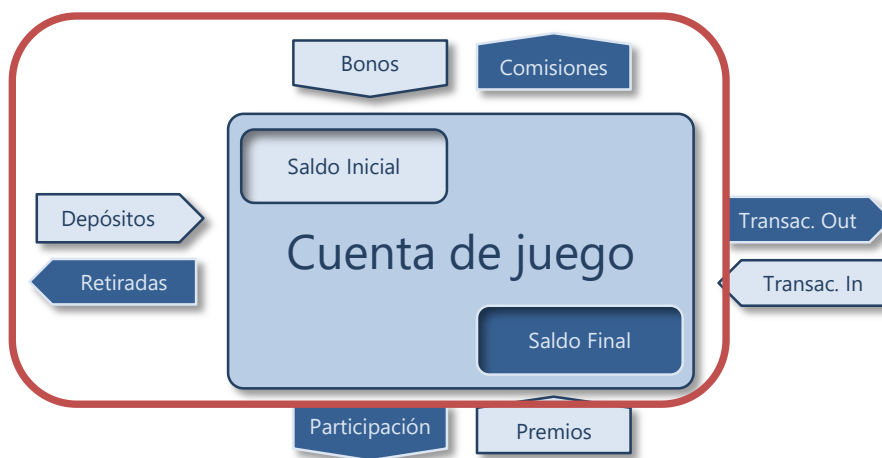 Bonos
Comisiones
Saldo Inicial
Depósitos
Transac. Out
Cuenta de juego
Retiradas
Transac. In
Saldo Final
Participación
Premios